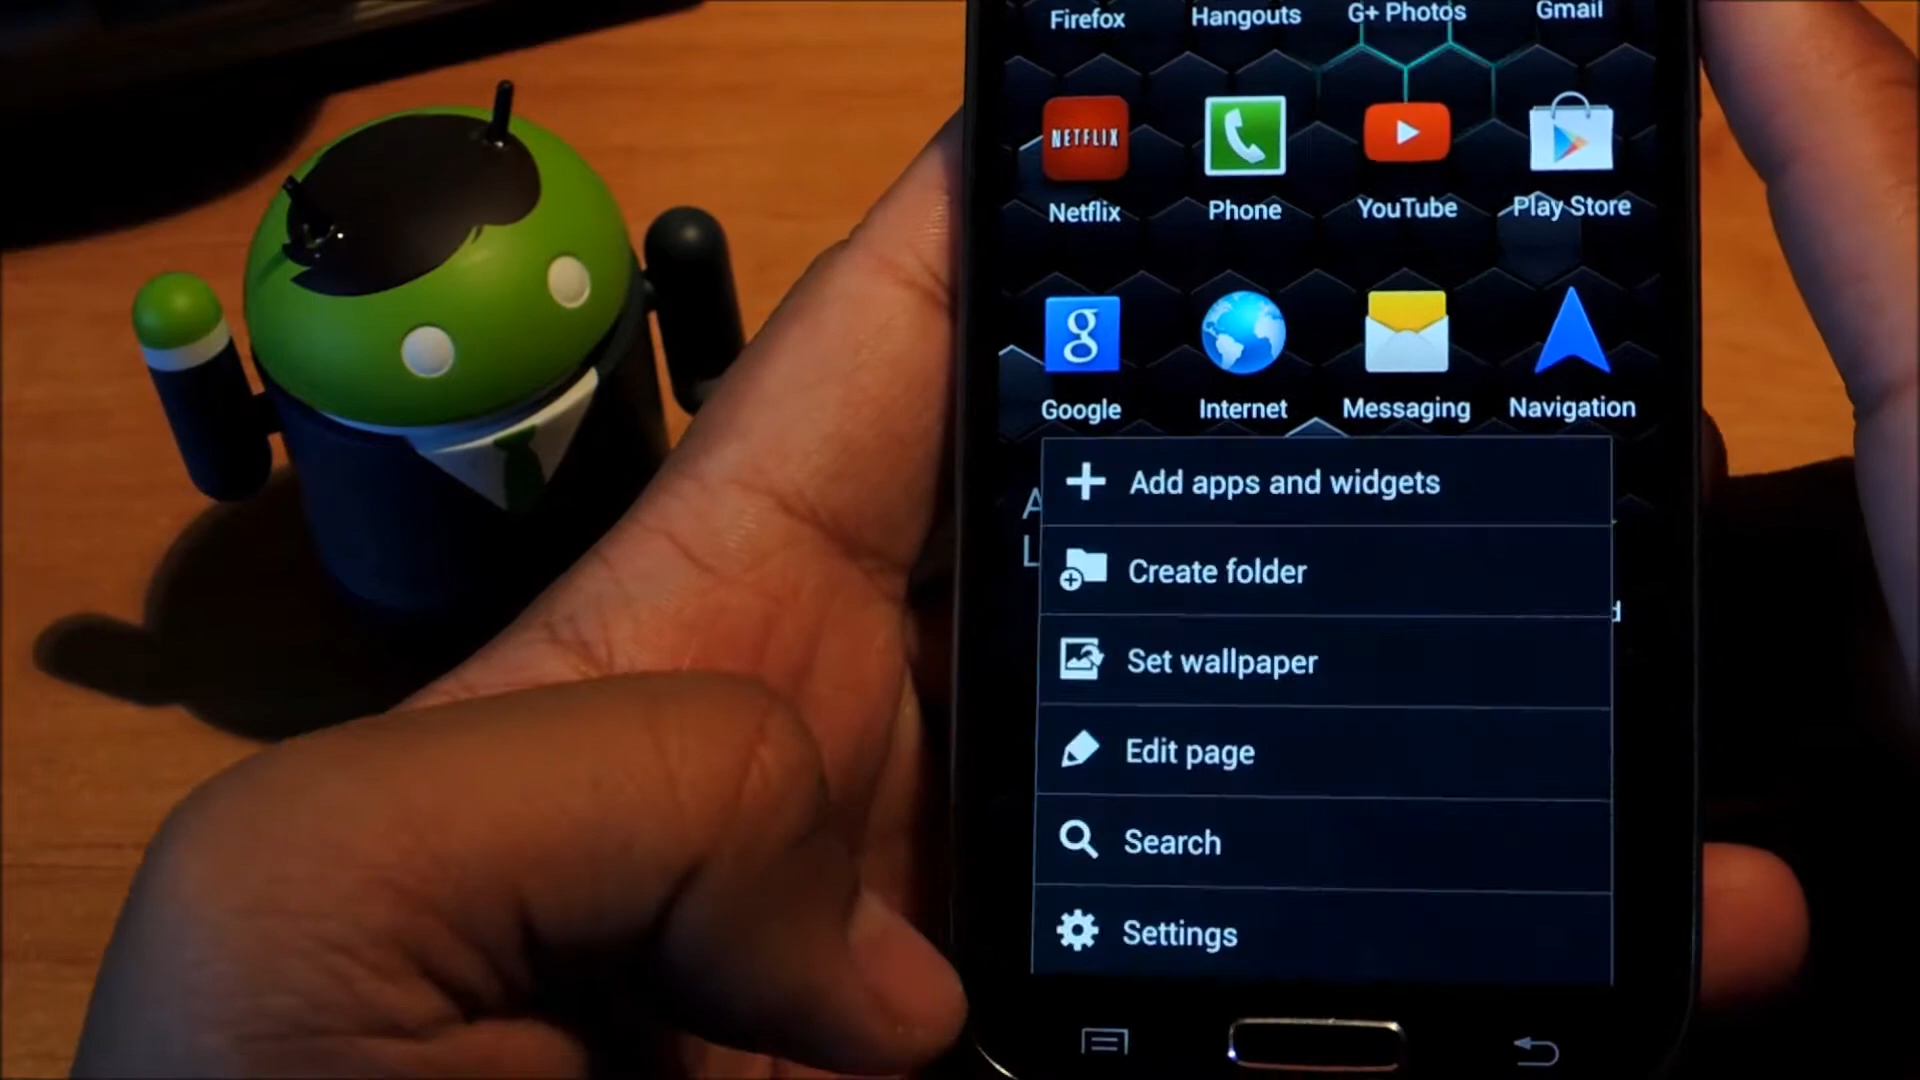 Firefox Hangouts G+ Photos Gmail
NETFLIX
Netflix Phone YouTube Play Store
g
Google Internet Messaging Navigation
Add apps and widgets
Create folder
Set wallpaper
Edit page
Search
Settings